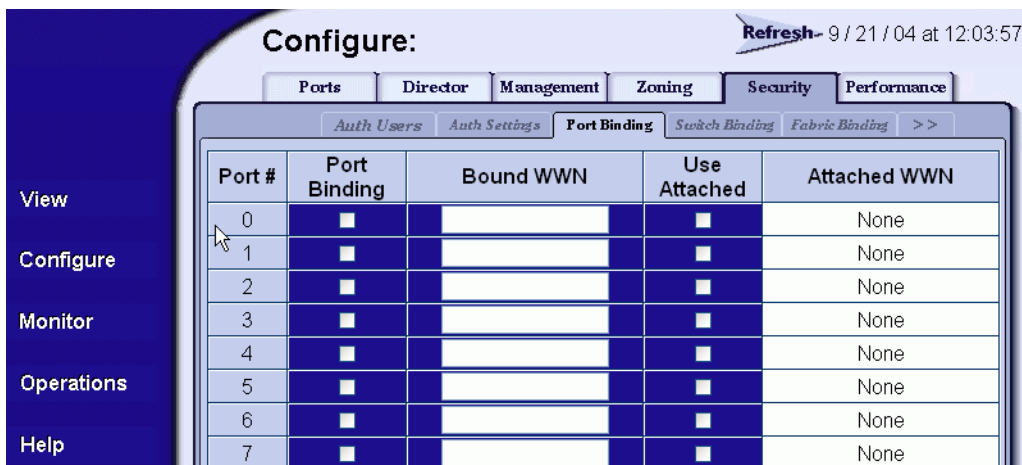 Configure:
Refresh 9 / 21 / 04 at 12:03:57
Ports Director Management Zoning Security Performance
Auth Users Auth Settings Port Binding Switch Binding Fabric Binding >>
Port # Port Binding Bound WWN Use Attached Attached WWN
0 None
1 None
2 None
3 None
4 None
5 None
6 None
7 None
View
Configure
Monitor
Operations
Help